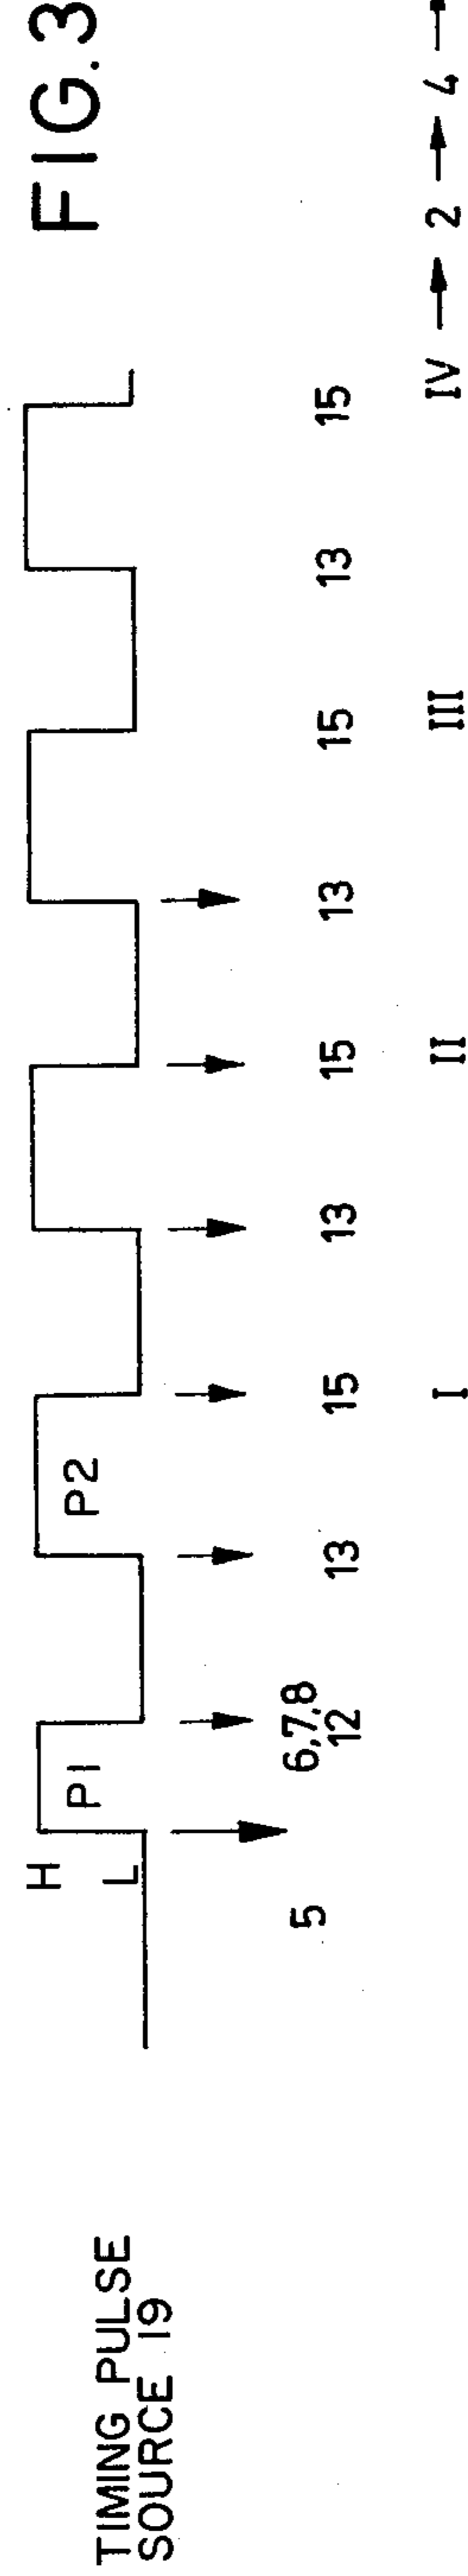 FIG. 3
TIMING PULSE
SOURCE 19
H
L
P1
P2
5
6,7,8
12
13
15
13
15
13
15
13
15
I
II
III
IV → 2 → 4 →